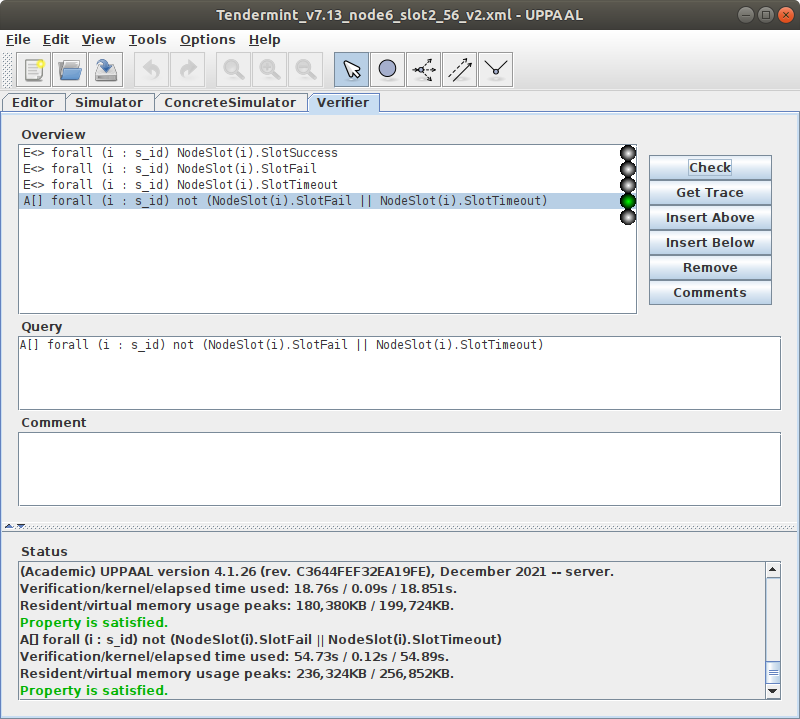 Tendermint_v7.13_node6_slot2_56_v2.xml - UPPAAL
File Edit View Tools Options Help
Editor Simulator ConcreteSimulator Verifier
Overview
E<> forall (i : s_id) NodeSlot(i).SlotSuccess
E<> forall (i : s_id) NodeSlot(i).SlotFail
E<> forall (i : s_id) NodeSlot(i).SlotTimeout
A[] forall (i : s_id) not (NodeSlot(i).SlotFail || NodeSlot(i).SlotTimeout)
Check
Get Trace
Insert Above
Insert Below
Remove
Comments
Query
A[] forall (i : s_id) not (NodeSlot(i).SlotFail || NodeSlot(i).SlotTimeout)
Comment
Status
(Academic) UPPAAL version 4.1.26 (rev. C3644FEF32EA19FE), December 2021 -- server.
Verification/kernel/elapsed time used: 18.76s / 0.09s / 18.851s.
Resident/virtual memory usage peaks: 180,380KB / 199,724KB.
Property is satisfied.
A[] forall (i : s_id) not (NodeSlot(i).SlotFail || NodeSlot(i).SlotTimeout)
Verification/kernel/elapsed time used: 54.73s / 0.12s / 54.89s.
Resident/virtual memory usage peaks: 236,324KB / 256,852KB.
Property is satisfied.